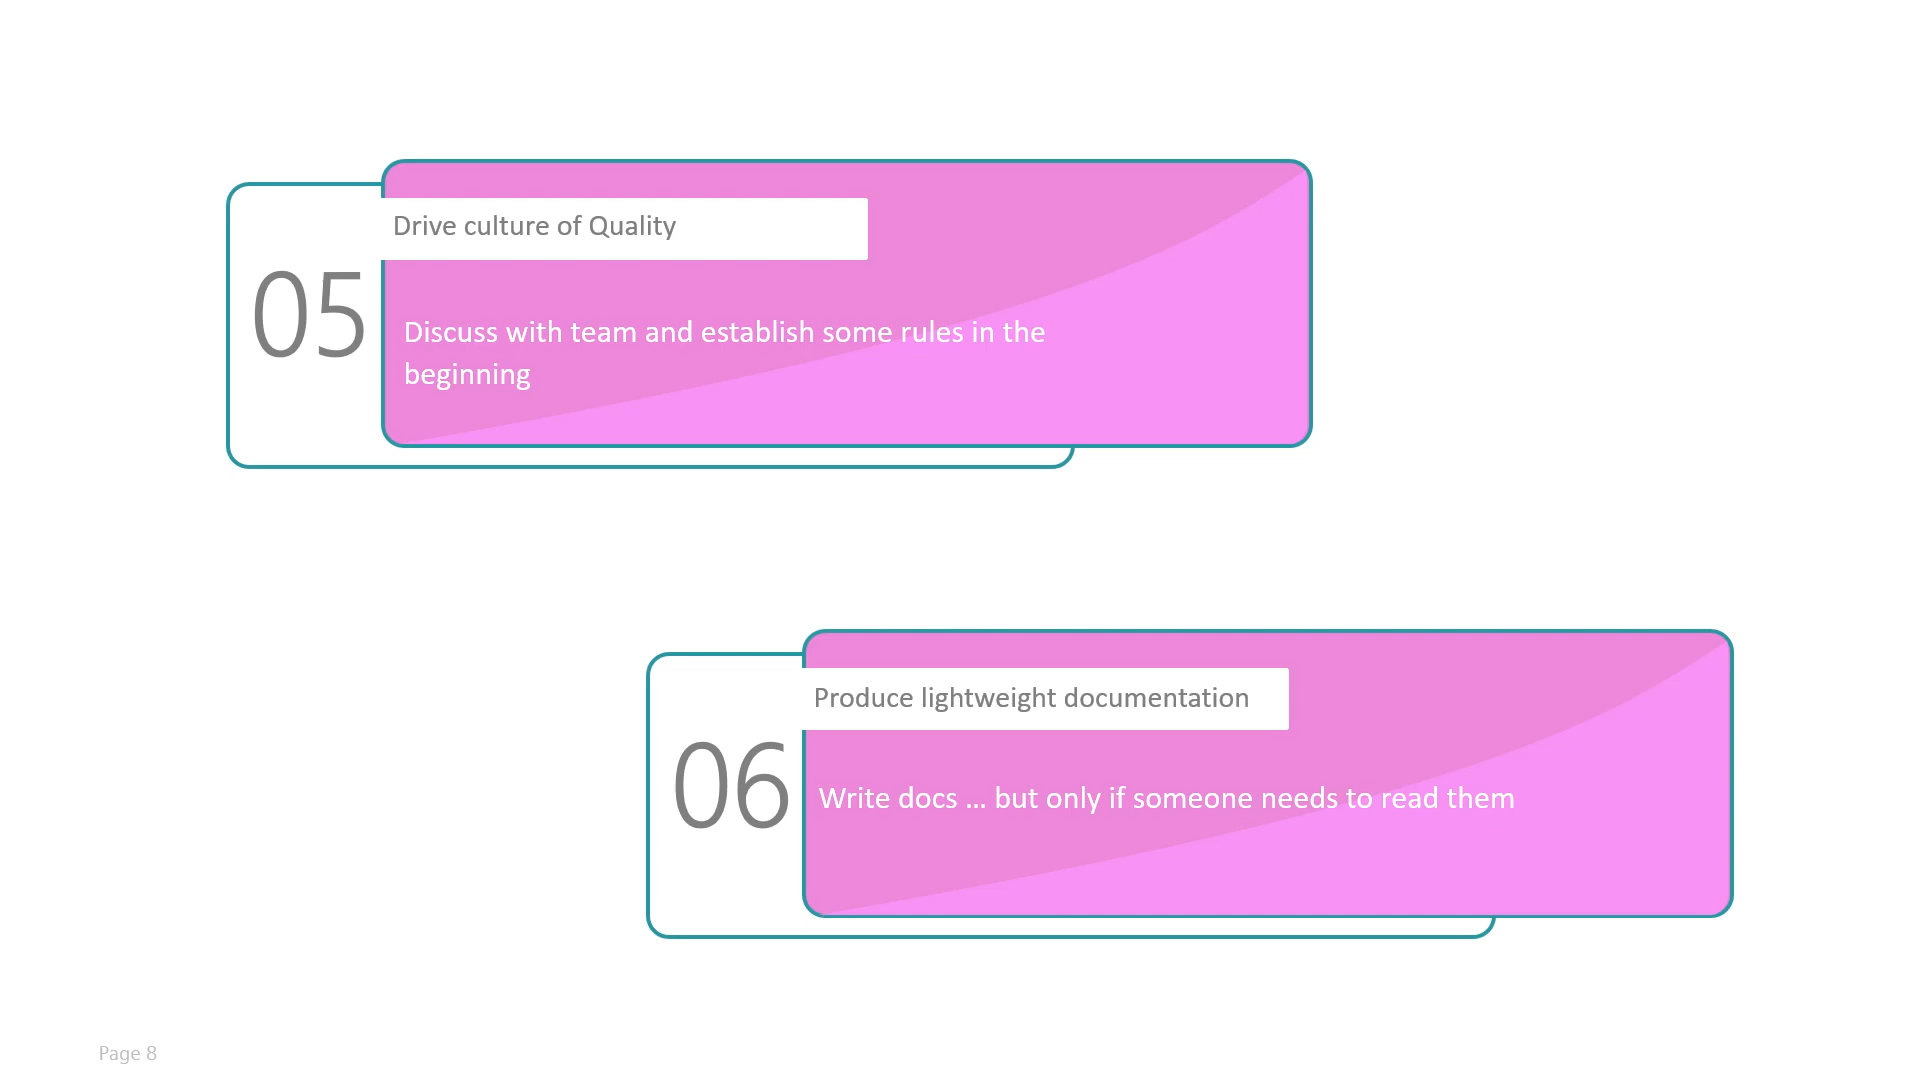 05
Drive culture of Quality
Discuss with team and establish some rules in the
beginning
06
Produce lightweight documentation
Write docs ... but only if someone needs to read them
Page 8